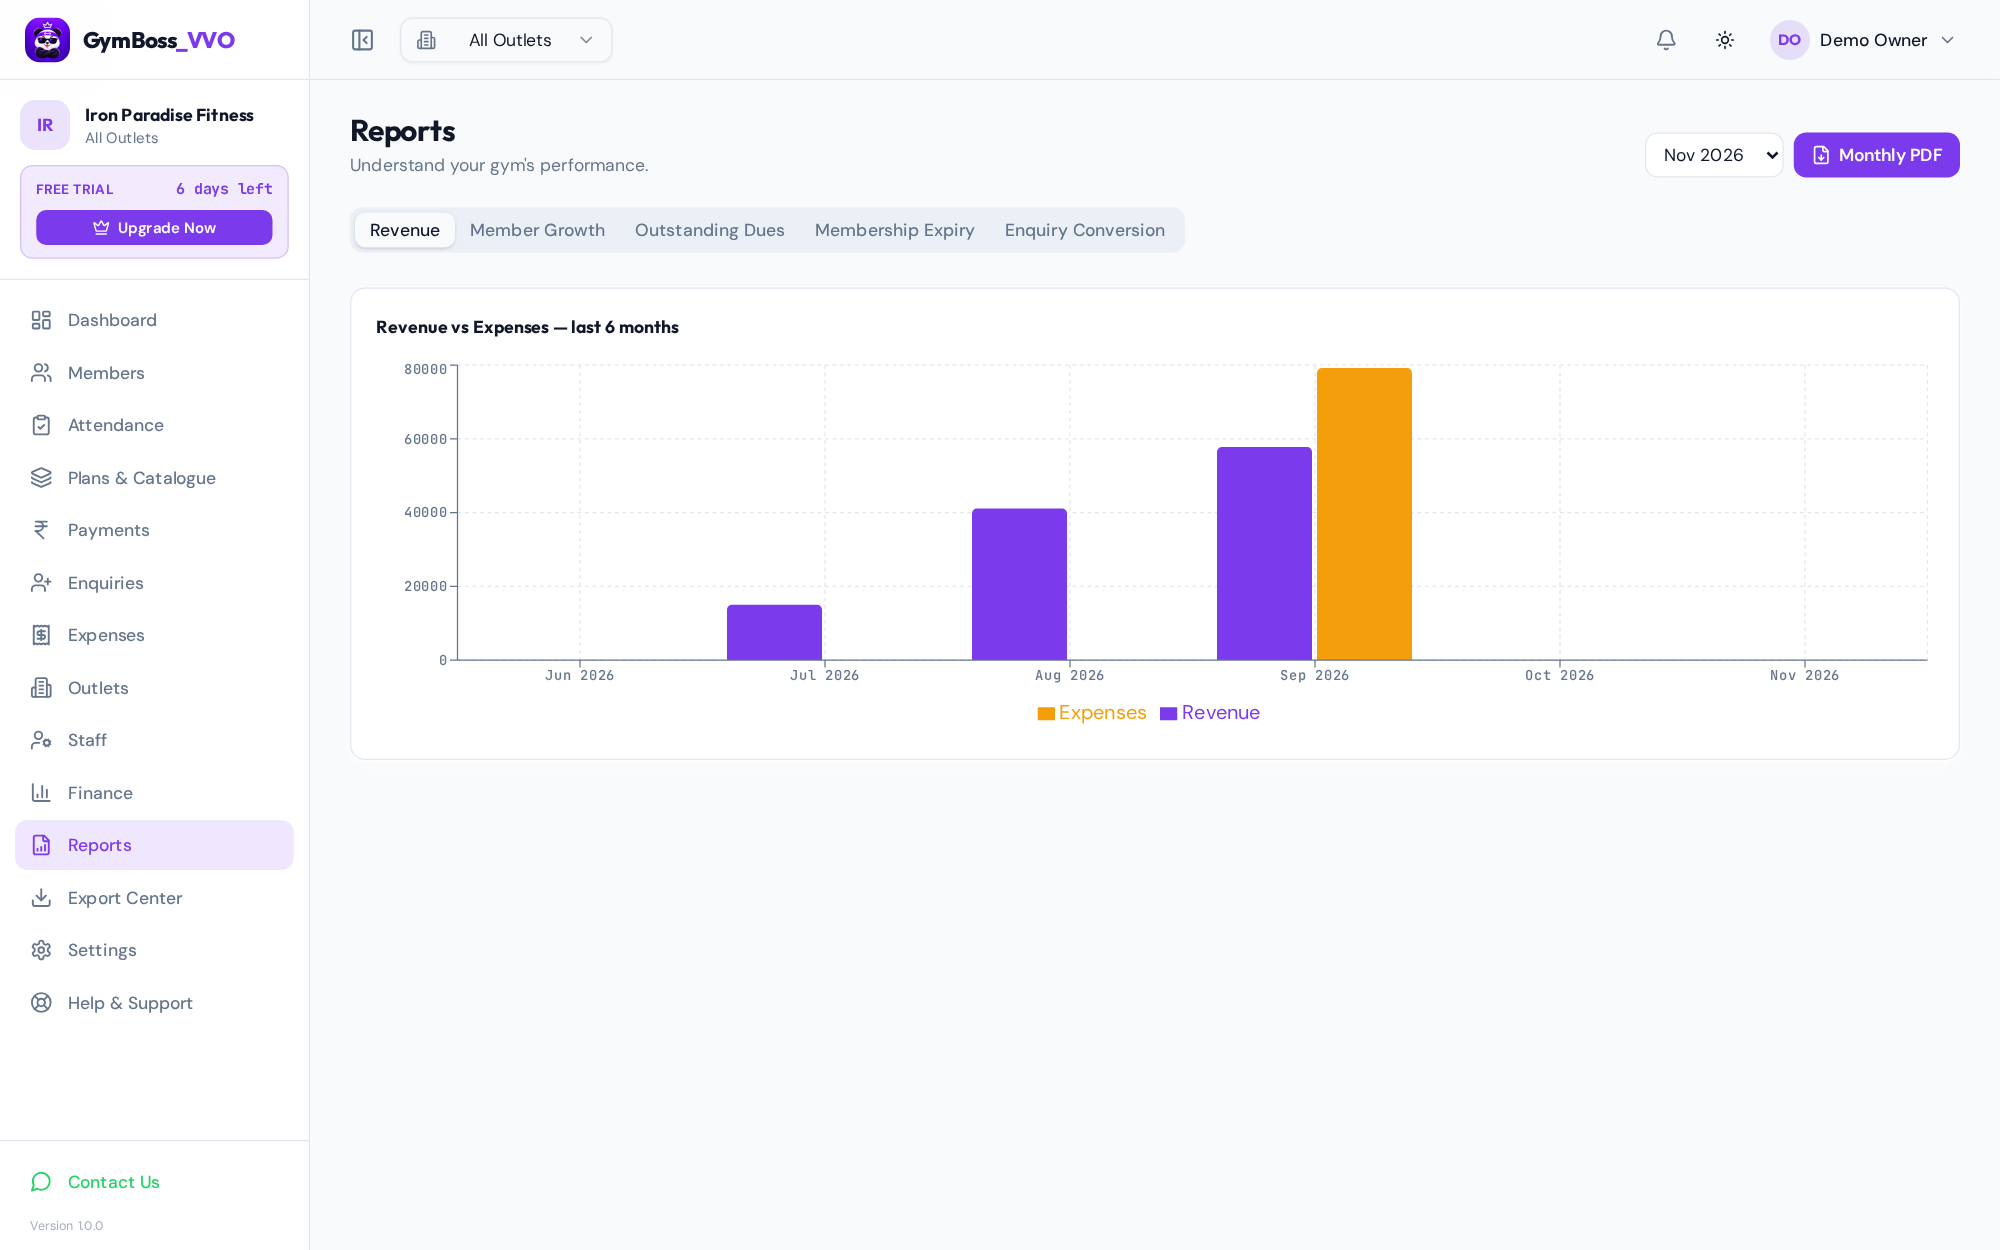 GymBoss_VVO
All Outlets
DO
Demo Owner
IR
Iron Paradise Fitness
All Outlets
FREE TRIAL
6 days left
Upgrade Now
Dashboard
Members
Attendance
Plans & Catalogue
Payments
Enquiries
Expenses
Outlets
Staff
Finance
Reports
Export Center
Settings
Help & Support
Contact Us
Version 1.0.0
Reports
Understand your gym's performance.
Nov 2026
Monthly PDF
Revenue
Member Growth
Outstanding Dues
Membership Expiry
Enquiry Conversion
Revenue vs Expenses — last 6 months
80000
60000
40000
20000
0
Jun 2026
Jul 2026
Aug 2026
Sep 2026
Oct 2026
Nov 2026
Expenses
Revenue